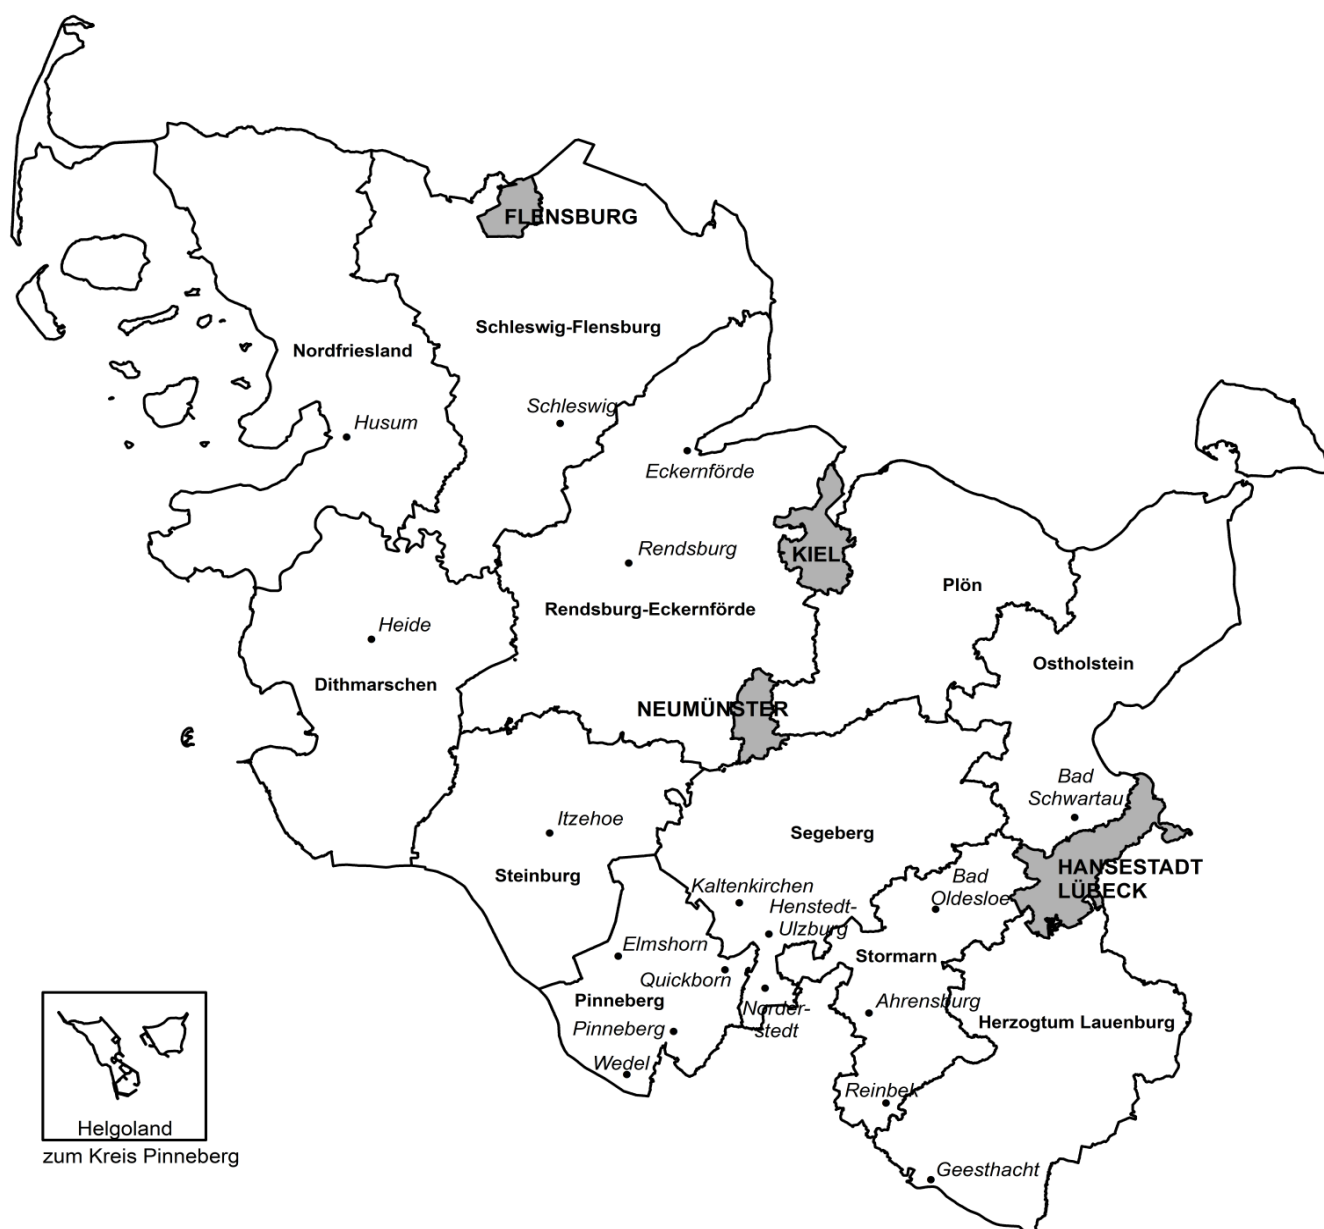 FLENSBURG
Schleswig-Flensburg
Nordfriesland
Husum
Schleswig
Eckernförde
Rendsburg
KIEL
Plön
Rendsburg-Eckernförde
Heide
Ostholstein
Dithmarschen
NEUMÜNSTER
Bad
Schwartau
Itzehoe
Segeberg
HANSESTADT
LÜBECK
Steinburg
Kaltenkirchen
Bad
Oldesloe
Henstedt-
Ulzburg
Elmshorn
Stormarn
Quickborn
Pinneberg
Ahrensburg
Norder-
stedt
Herzogtum Lauenburg
Pinneberg
Wedel
Reinbek
Helgoland
zum Kreis Pinneberg
Geesthacht